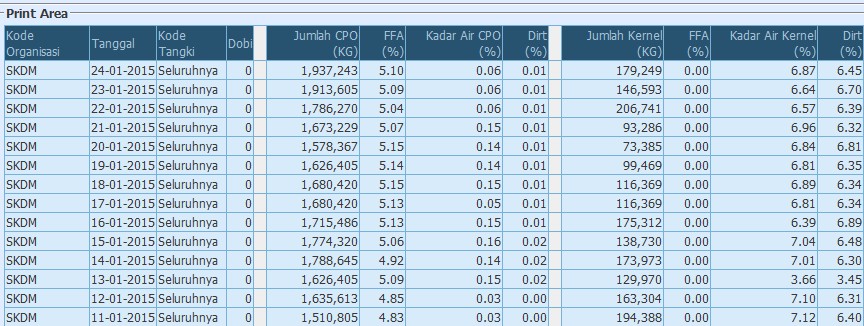 Print Area
Kode Organisasi Tanggal Kode Tangki Dobi Jumlah CPO (KG) FFA (%) Kadar Air CPO (%) Dirt (%) Jumlah Kernel (KG) FFA (%) Kadar Air Kernel (%) Dirt (%)
SKDM 24-01-2015 Seluruhnya 0 1,937,243 5.10 0.06 0.01 179,249 0.00 6.87 6.45
SKDM 23-01-2015 Seluruhnya 0 1,913,605 5.09 0.06 0.01 146,593 0.00 6.64 6.70
SKDM 22-01-2015 Seluruhnya 0 1,786,270 5.04 0.06 0.01 206,741 0.00 6.57 6.39
SKDM 21-01-2015 Seluruhnya 0 1,673,229 5.07 0.15 0.01 93,286 0.00 6.96 6.32
SKDM 20-01-2015 Seluruhnya 0 1,578,367 5.15 0.14 0.01 73,385 0.00 6.84 6.81
SKDM 19-01-2015 Seluruhnya 0 1,626,405 5.14 0.14 0.01 99,469 0.00 6.81 6.35
SKDM 18-01-2015 Seluruhnya 0 1,680,420 5.15 0.15 0.01 116,369 0.00 6.89 6.34
SKDM 17-01-2015 Seluruhnya 0 1,680,420 5.13 0.05 0.01 116,369 0.00 6.81 6.34
SKDM 16-01-2015 Seluruhnya 0 1,715,486 5.13 0.15 0.01 175,312 0.00 6.39 6.89
SKDM 15-01-2015 Seluruhnya 0 1,774,320 5.06 0.16 0.02 138,730 0.00 7.04 6.48
SKDM 14-01-2015 Seluruhnya 0 1,788,645 4.92 0.14 0.02 173,973 0.00 7.01 6.30
SKDM 13-01-2015 Seluruhnya 0 1,626,405 5.09 0.15 0.02 129,970 0.00 3.66 3.45
SKDM 12-01-2015 Seluruhnya 0 1,635,613 4.85 0.03 0.00 163,304 0.00 7.10 6.31
SKDM 11-01-2015 Seluruhnya 0 1,510,805 4.83 0.03 0.00 194,388 0.00 7.12 6.40